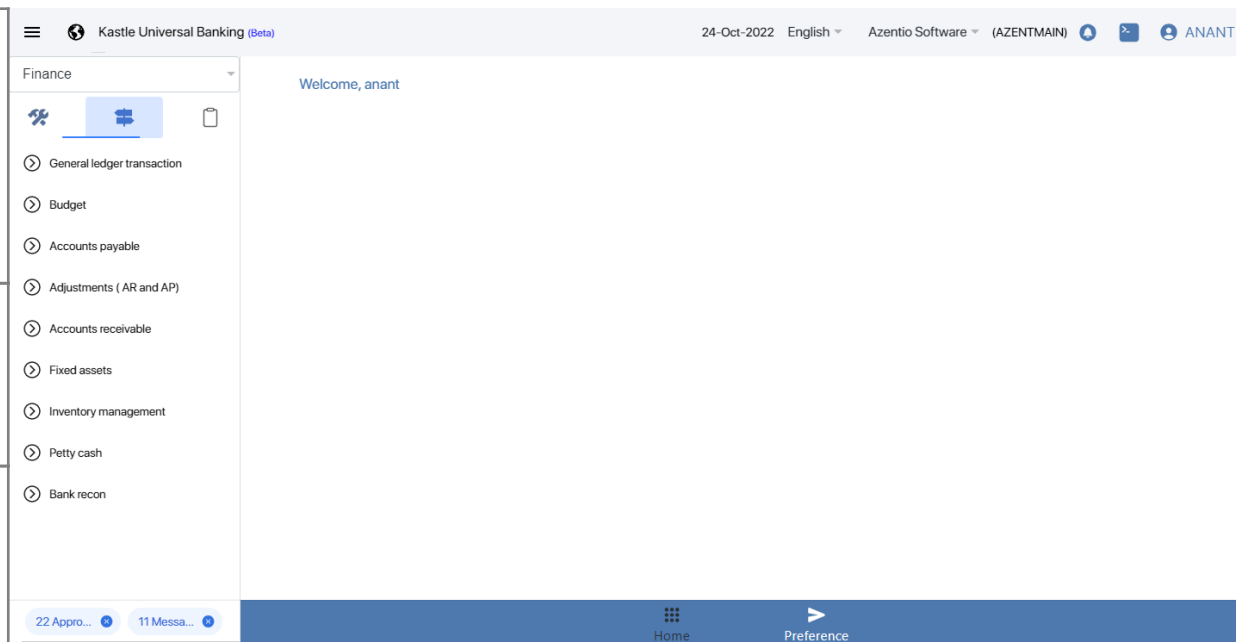 Kastle Universal Banking (Beta) 24-Oct-2022 English Azentio Software (AZENTMAIN) ANANT
Finance
Welcome, anant
General ledger transaction
Budget
Accounts payable
Adjustments ( AR and AP)
Accounts receivable
Fixed assets
Inventory management
Petty cash
Bank recon
22 Appro... 11 Messa...
Home Preference